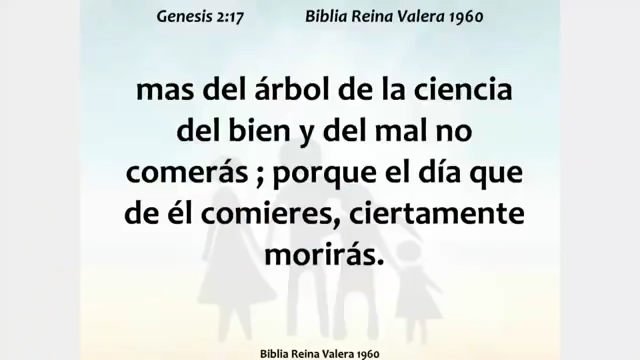 Genesis 2:17 Biblia Reina Valera 1960
mas del árbol de la ciencia
del bien y del mal no
comerás ; porque el día que
de él comieres, ciertamente
morirás.
Biblia Reina Valera 1960